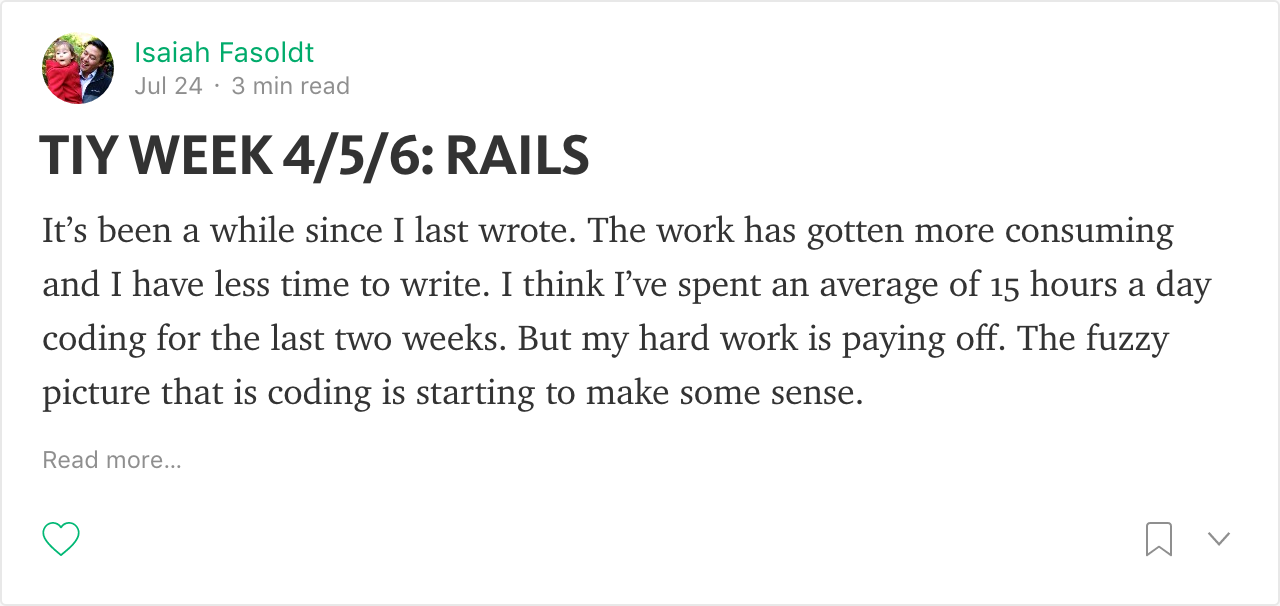 Isaiah Fasoldt
Jul 24 · 3 min read
TIY WEEK 4/5/6: RAILS
It’s been a while since I last wrote. The work has gotten more consuming
and I have less time to write. I think I’ve spent an average of 15 hours a day
coding for the last two weeks. But my hard work is paying off. The fuzzy
picture that is coding is starting to make some sense.
Read more...